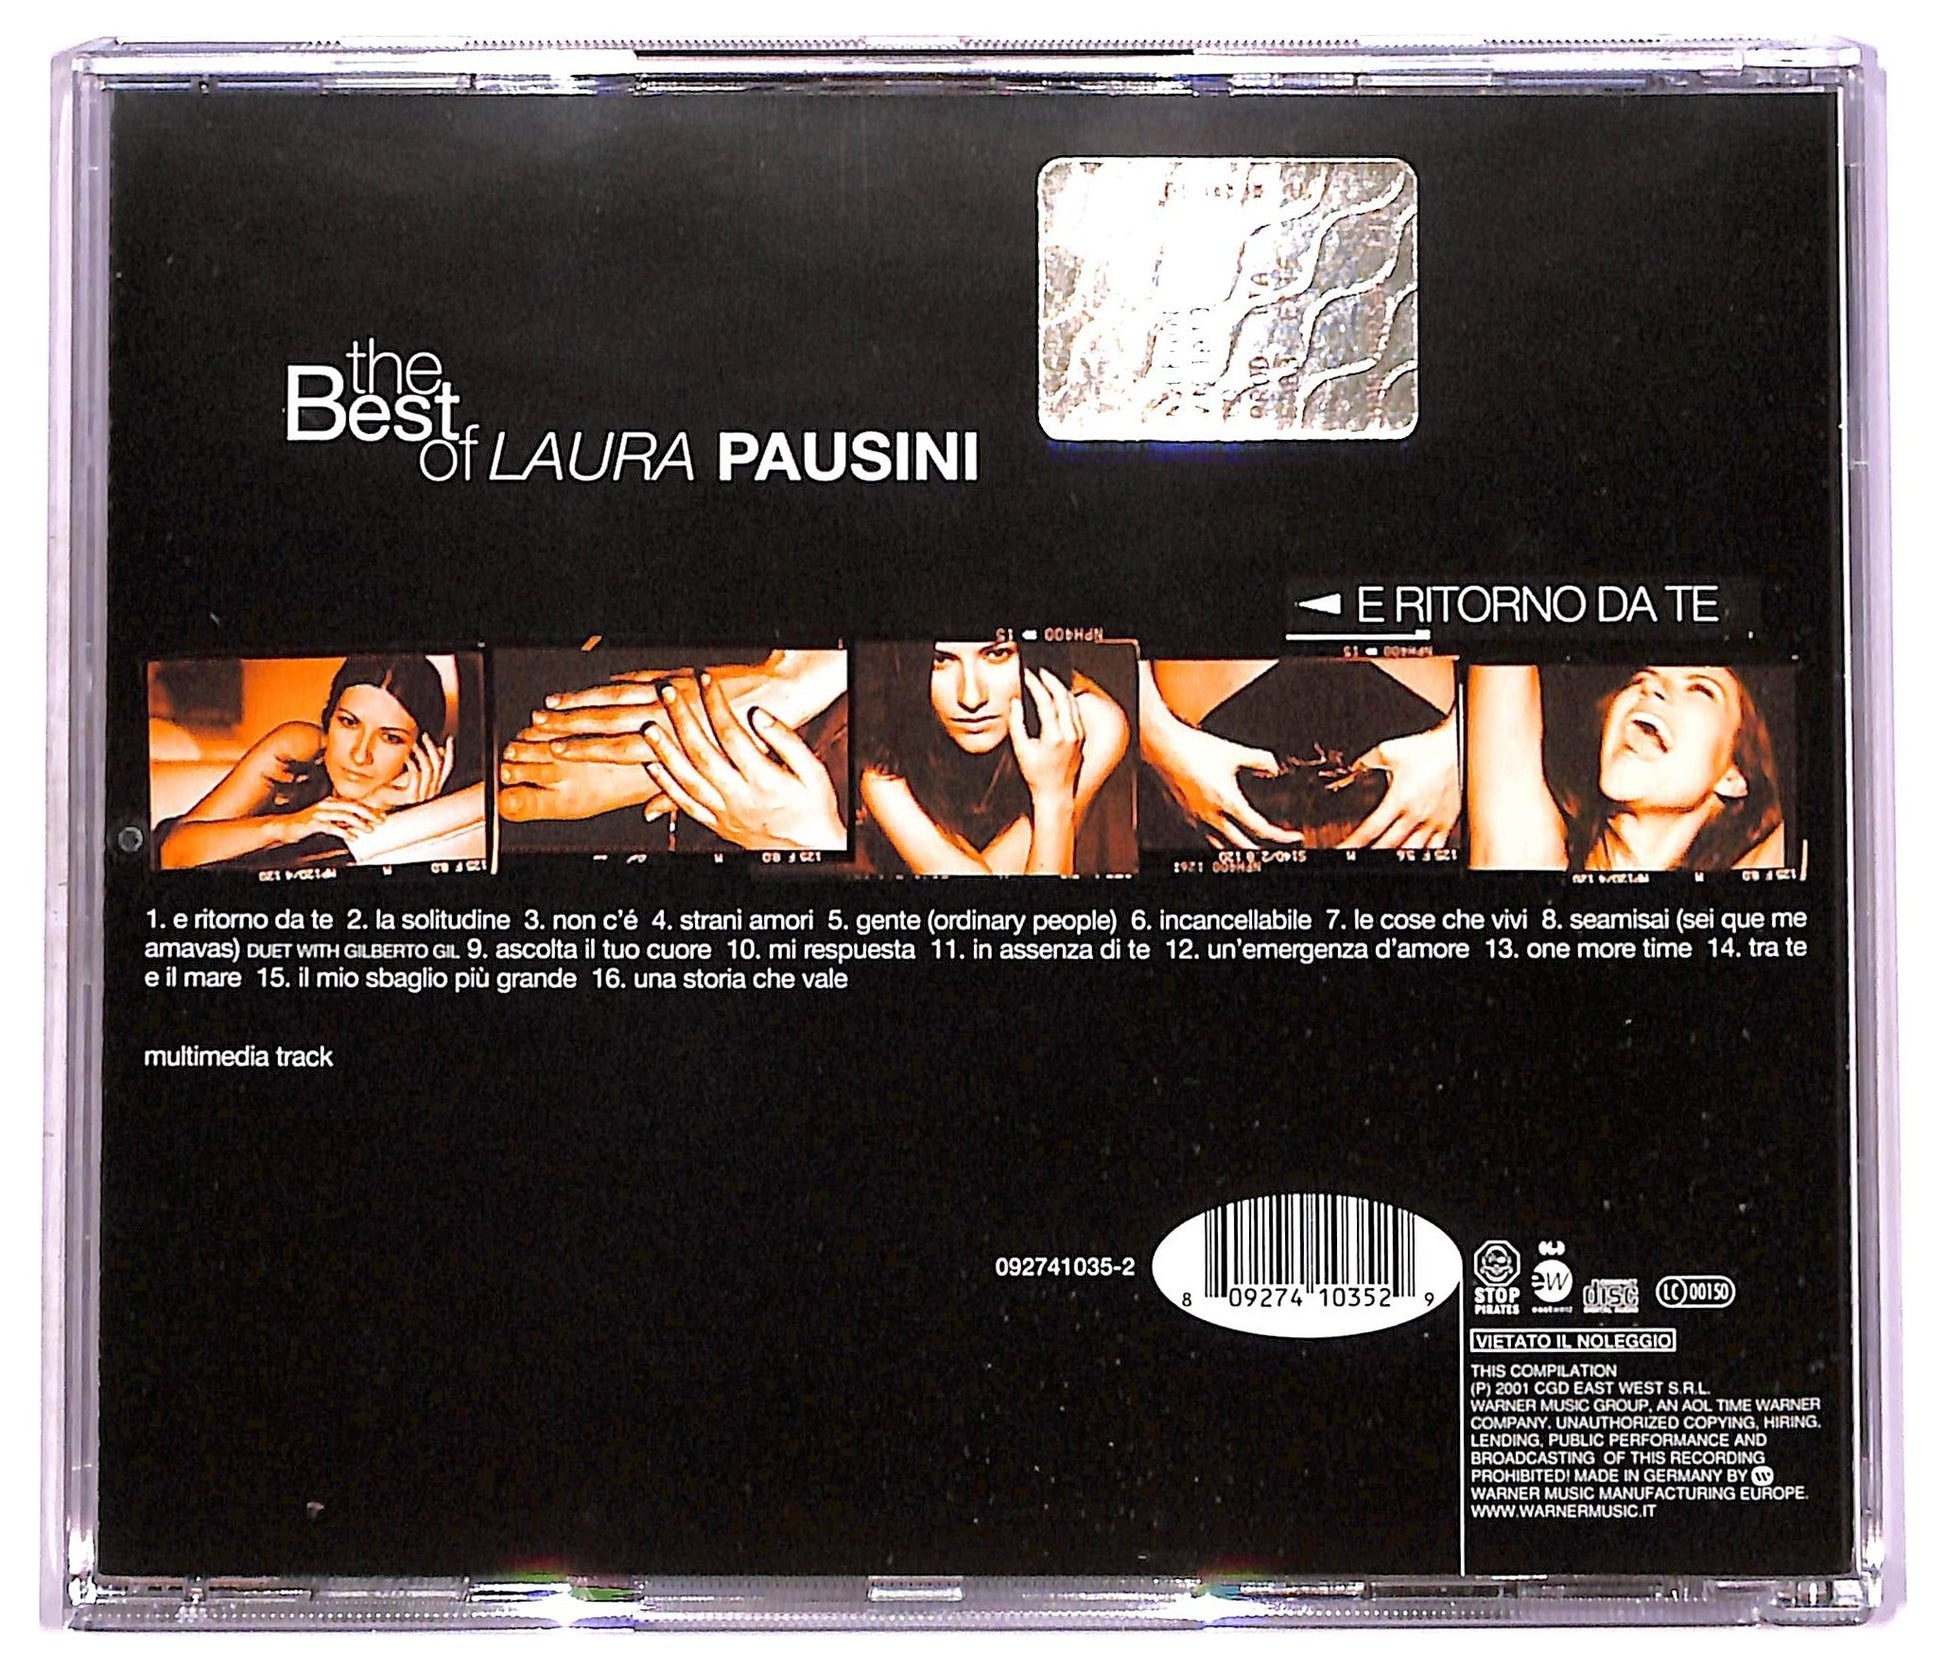 the
Best
of LAURA PAUSINI
E RITORNO DA TE
1. e ritorno da te 2. la solitudine 3. non c'é 4. strani amori 5. gente (ordinary people) 6. incancellabile 7. le cose che vivi 8. seamisai (sei que me
amavas) DUET WITH GILBERTO GIL 9. ascolta il tuo cuore 10. mi respuesta 11. in assenza di te 12. un'emergenza d'amore 13. one more time 14. tra te
e il mare 15. il mio sbaglio più grande 16. una storia che vale
multimedia track
092741035-2
8 09274 10352 9
STOP
PIRATES
CGD
EW
eastwest
disc
DIGITAL AUDIO
LC 00150
VIETATO IL NOLEGGIO
THIS COMPILATION
(P) 2001 CGD EAST WEST S.R.L.
WARNER MUSIC GROUP, AN AOL TIME WARNER
COMPANY. UNAUTHORIZED COPYING, HIRING,
LENDING, PUBLIC PERFORMANCE AND
BROADCASTING OF THIS RECORDING
PROHIBITED! MADE IN GERMANY BY
WARNER MUSIC MANUFACTURING EUROPE.
WWW.WARNERMUSIC.IT